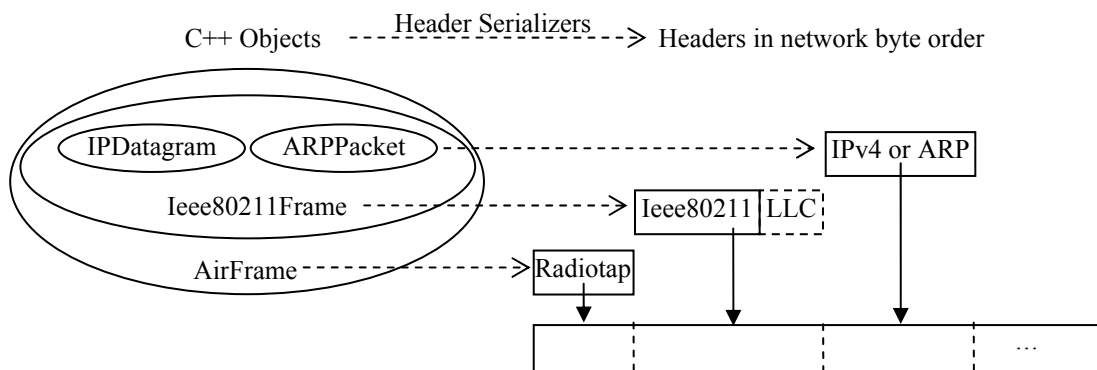 C++ Objects Header Serializers Headers in network byte order
IPDatagram ARPPacket IPv4 or ARP
Ieee80211Frame Ieee80211 LLC
AirFrame Radiotap
...